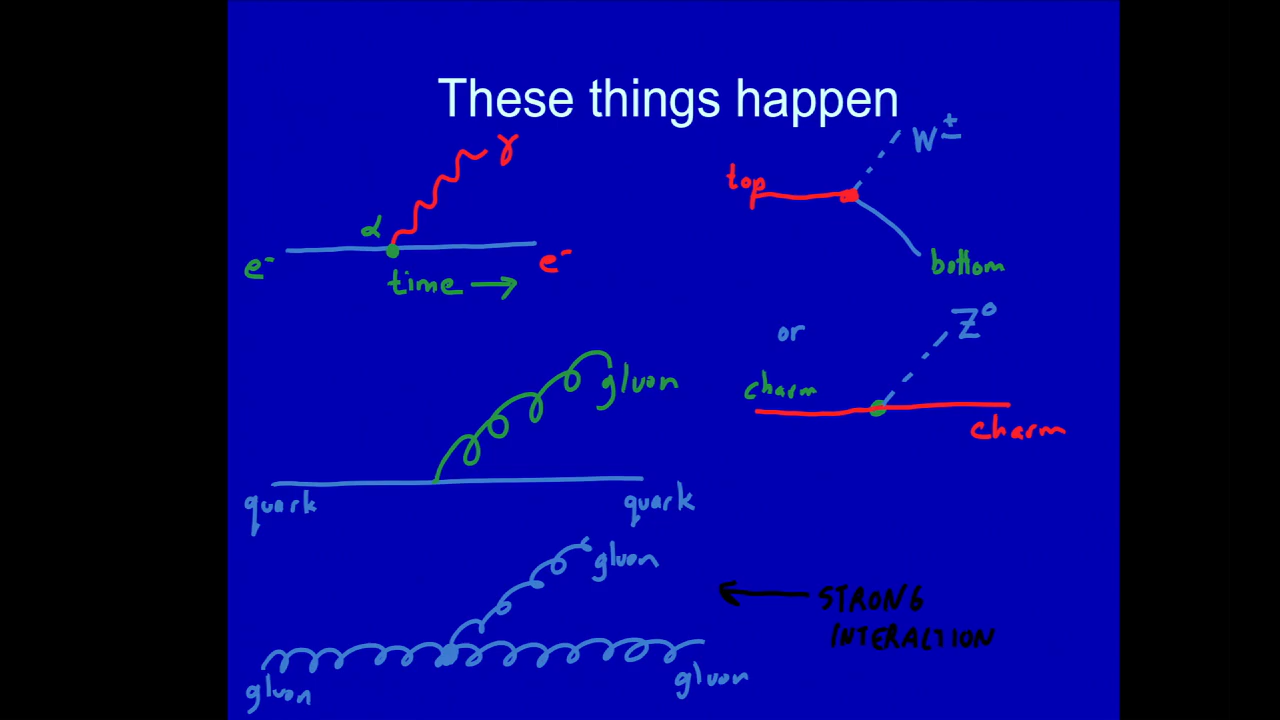 These things happen
γ
α
e⁻
e⁻
time →
top
W±
bottom
or
Z⁰
charm
charm
gluon
quark
quark
gluon
gluon
gluon
← STRONG
INTERACTION